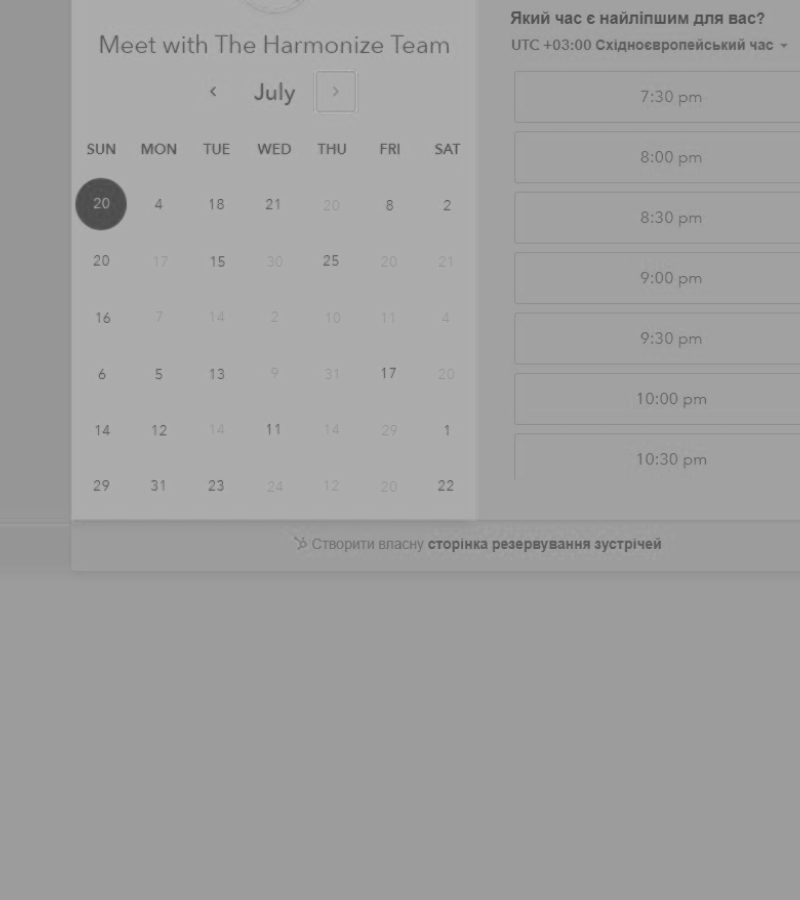 Meet with The Harmonize Team
‹ July ›
SUN MON TUE WED THU FRI SAT
20 4 18 21 20 8 2
20 17 15 30 25 20 21
16 7 14 2 10 11 4
6 5 13 9 31 17 20
14 12 14 11 14 29 1
29 31 23 24 12 20 22
Який час є найліпшим для вас?
UTC +03:00 Східноєвропейський час
7:30 pm
8:00 pm
8:30 pm
9:00 pm
9:30 pm
10:00 pm
10:30 pm
Створити власну сторінка резервування зустрічей